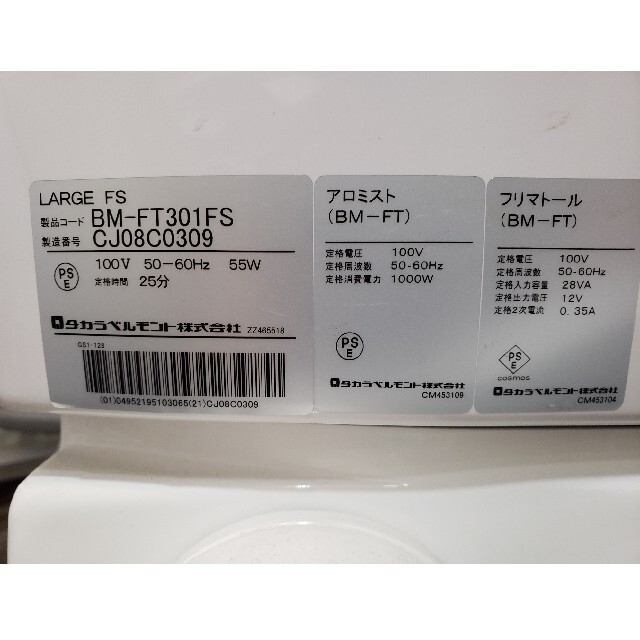 LARGE FS
製品コード BM-FT301FS
製造番号 CJ08C0309
PS
E
100V 50-60Hz 55W
定格時間 25分
タカラベルモント株式会社 ZZ465518
GS1-128
(01)04952195103065(21)CJ08C0309
アロミスト
(BM-FT)
定格電圧 100V
定格周波数 50-60Hz
定格消費電力 1000W
PS
E
タカラベルモント株式会社
CM453109
フリマトール
(BM-FT)
定格電圧 100V
定格周波数 50-60Hz
定格入力容量 28VA
定格出力電圧 12V
定格2次電流 0.35A
PS
E
cosmos
タカラベルモント株式会社
CM453104